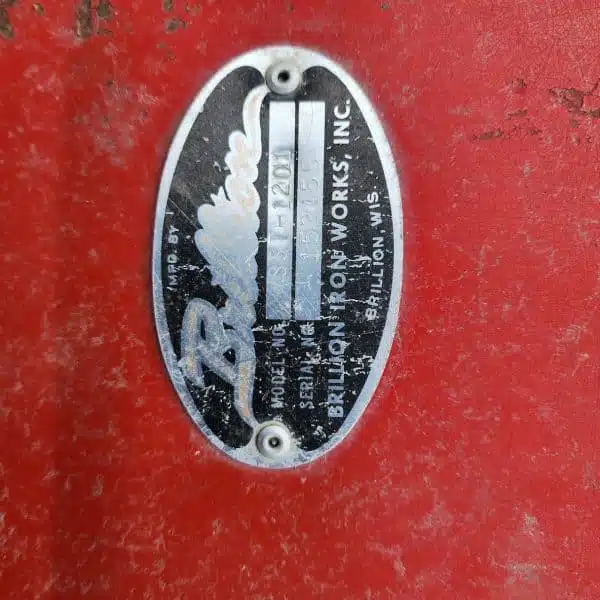 MFD. BY
Brillion
MODEL NO.
SERIAL NO.
BRILLION IRON WORKS, INC.
BRILLION, WIS.